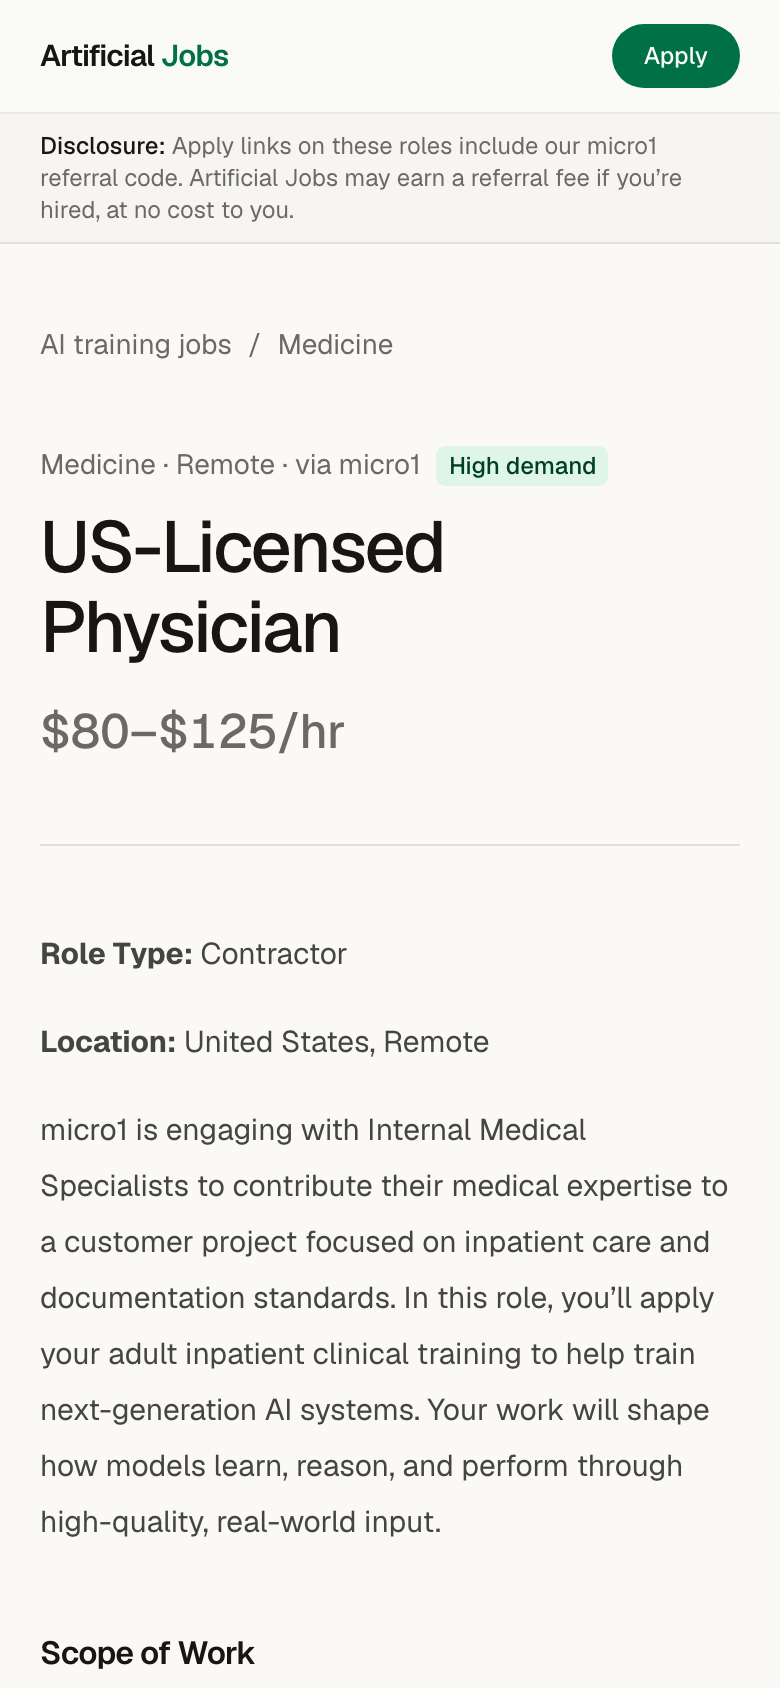 Artificial Jobs
Apply
Disclosure: Apply links on these roles include our micro1
referral code. Artificial Jobs may earn a referral fee if you’re
hired, at no cost to you.
AI training jobs / Medicine
Medicine · Remote · via micro1 High demand
US-Licensed
Physician
$80–$125/hr
Role Type: Contractor
Location: United States, Remote
micro1 is engaging with Internal Medical
Specialists to contribute their medical expertise to
a customer project focused on inpatient care and
documentation standards. In this role, you’ll apply
your adult inpatient clinical training to help train
next-generation AI systems. Your work will shape
how models learn, reason, and perform through
high-quality, real-world input.
Scope of Work